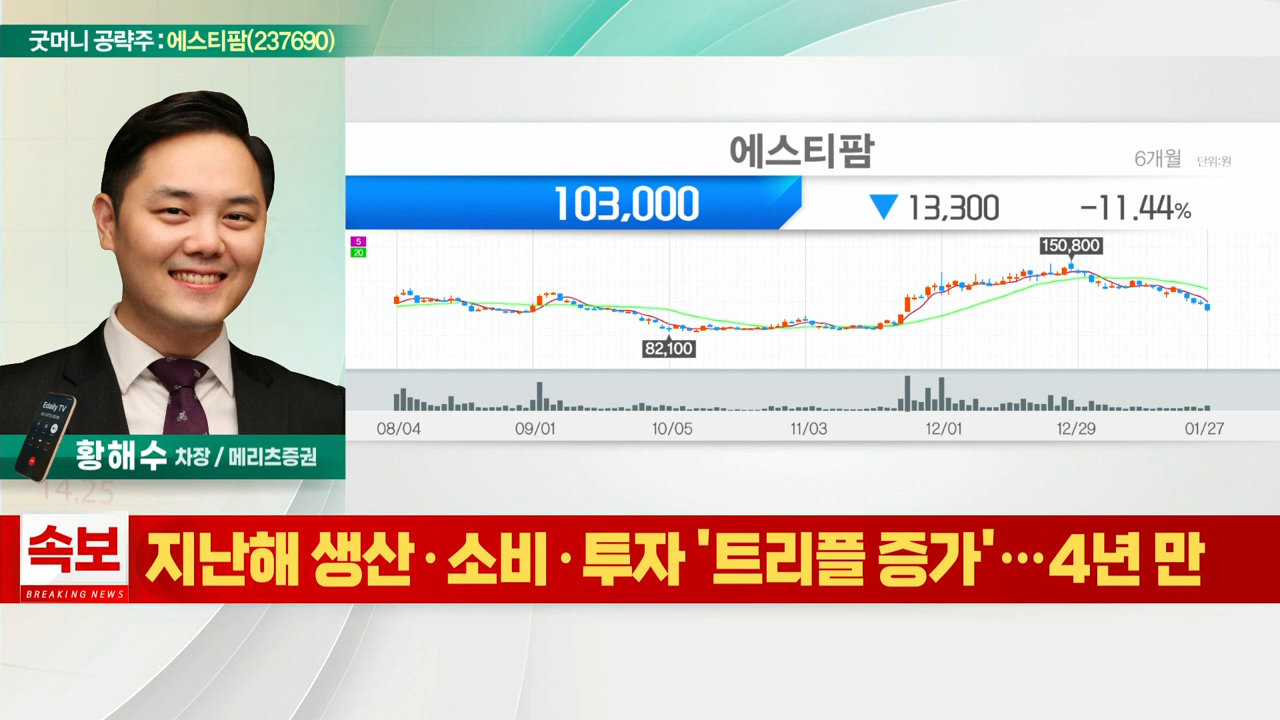 굿머니 공략주 : 에스티팜(237690)
에스티팜
6개월 단위:원
103,000 ▼ 13,300 -11.44%
5
20
150,800
82,100
08/04 09/01 10/05 11/03 12/01 12/29 01/27
Edaily TV
황해수 차장 / 메리츠증권
14.25
속보
BREAKING NEWS
지난해 생산·소비·투자 '트리플 증가'…4년 만